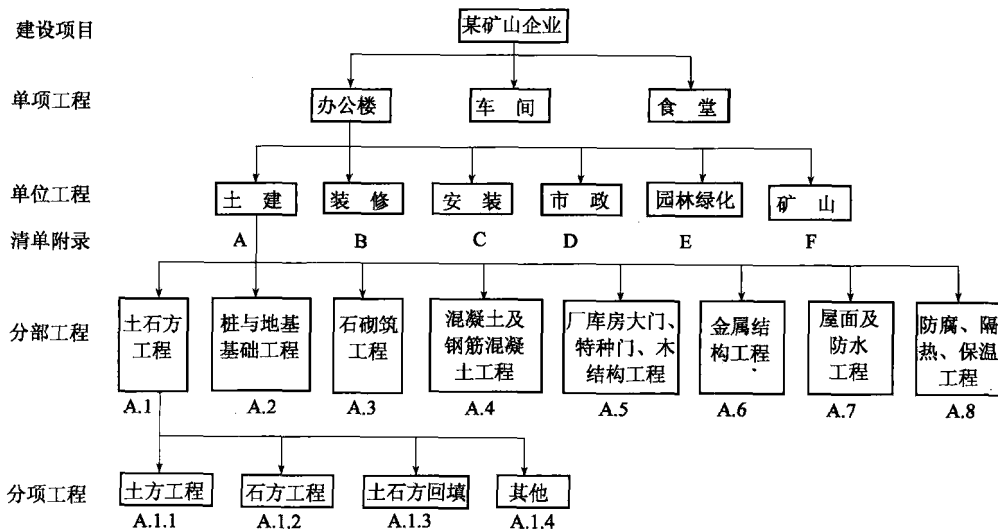 建设项目
某矿山企业
单项工程
办公楼 车 间 食 堂
单位工程
土 建 装 修 安 装 市 政 园林绿化 矿 山
清单附录
A B C D E F
分部工程
土石方
工程
桩与地基
基础工程
石砌筑
工程
混凝土及
钢筋混凝
土工程
厂库房大门、
特种门、木
结构工程
金属结
构工程
屋面及
防水
工程
防腐、隔
热、保温
工程
A.1 A.2 A.3 A.4 A.5 A.6 A.7 A.8
分项工程
土方工程 石方工程 土石方回填 其他
A.1.1 A.1.2 A.1.3 A.1.4